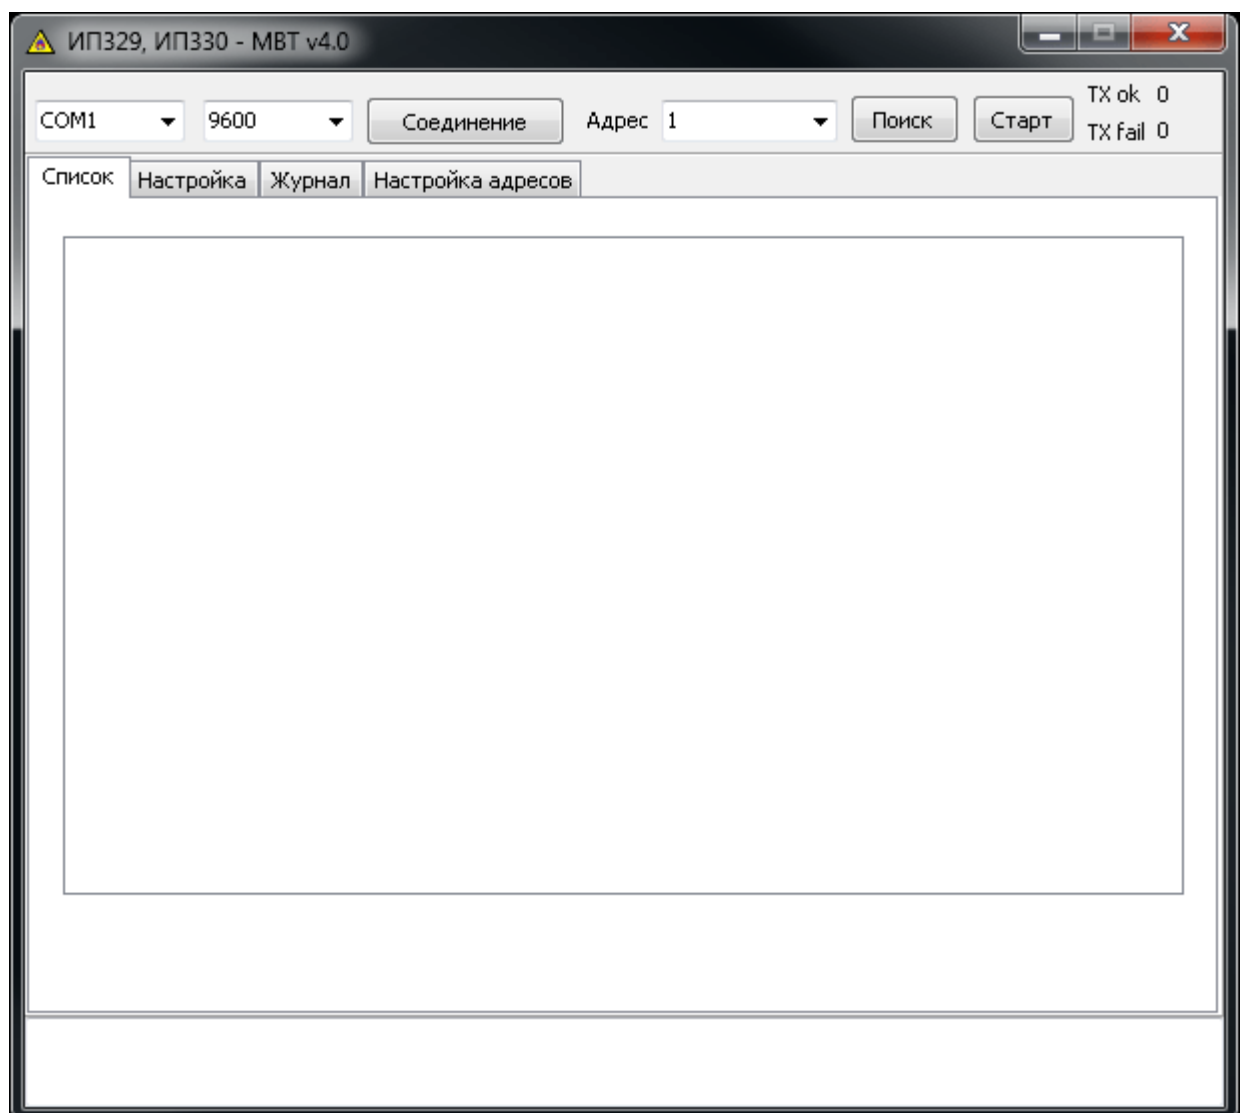 ИП329, ИП330 - МВТ v4.0
COM1 9600 Соединение Адрес 1 Поиск Старт TX ok 0
TX fail 0
Список Настройка Журнал Настройка адресов